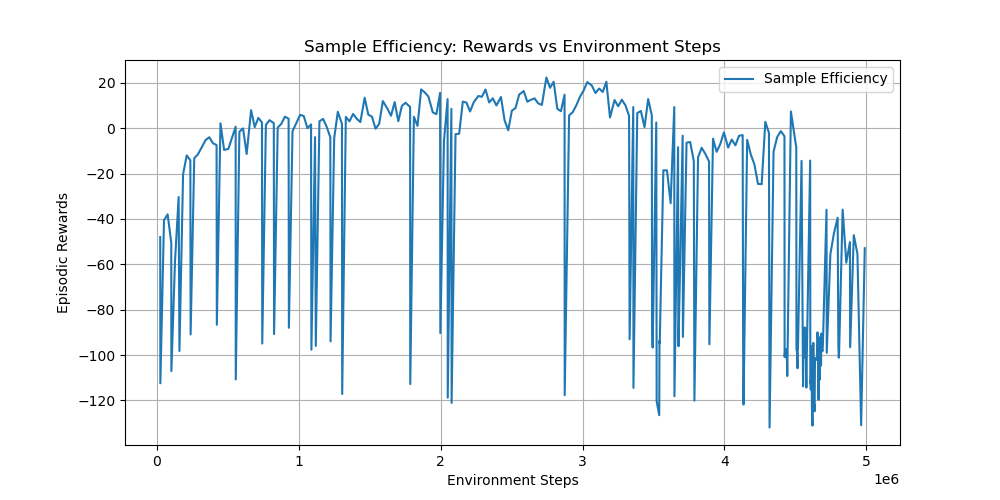 Sample Efficiency: Rewards vs Environment Steps
Sample Efficiency
Episodic Rewards
20
0
−20
−40
−60
−80
−100
−120
0 1 2 3 4 5
1e6
Environment Steps